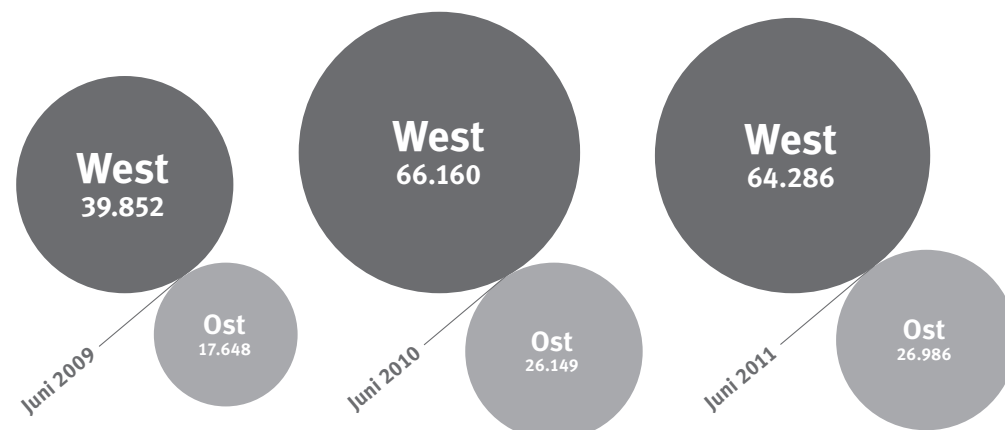 West
39.852
Ost
17.648
Juni 2009
West
66.160
Ost
26.149
Juni 2010
West
64.286
Ost
26.986
Juni 2011